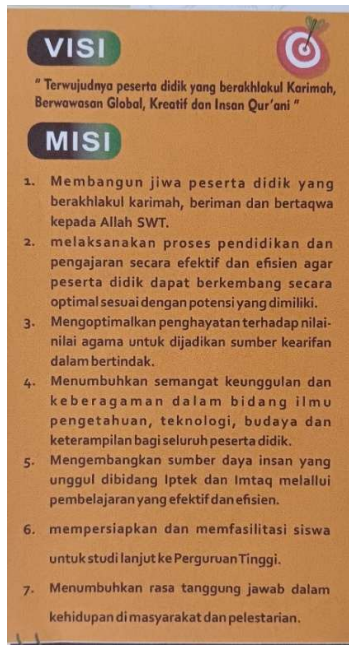 VISI
" Terwujudnya peserta didik yang berakhlakul Karimah,
Berwawasan Global, Kreatif dan Insan Qur'ani "
MISI
1. Membangun jiwa peserta didik yang
berakhlakul karimah, beriman dan bertaqwa
kepada Allah SWT.
2. melaksanakan proses pendidikan dan
pengajaran secara efektif dan efisien agar
peserta didik dapat berkembang secara
optimal sesuai dengan potensi yang dimiliki.
3. Mengoptimalkan penghayatan terhadap nilai-
nilai agama untuk dijadikan sumber kearifan
dalam bertindak.
4. Menumbuhkan semangat keunggulan dan
keberagaman dalam bidang ilmu
pengetahuan, teknologi, budaya dan
keterampilan bagi seluruh peserta didik.
5. Mengembangkan sumber daya insan yang
unggul dibidang Iptek dan Imtaq melallui
pembelajaran yang efektif dan efisien.
6. mempersiapkan dan memfasilitasi siswa
untuk studi lanjut ke Perguruan Tinggi.
7. Menumbuhkan rasa tanggung jawab dalam
kehidupan di masyarakat dan pelestarian.